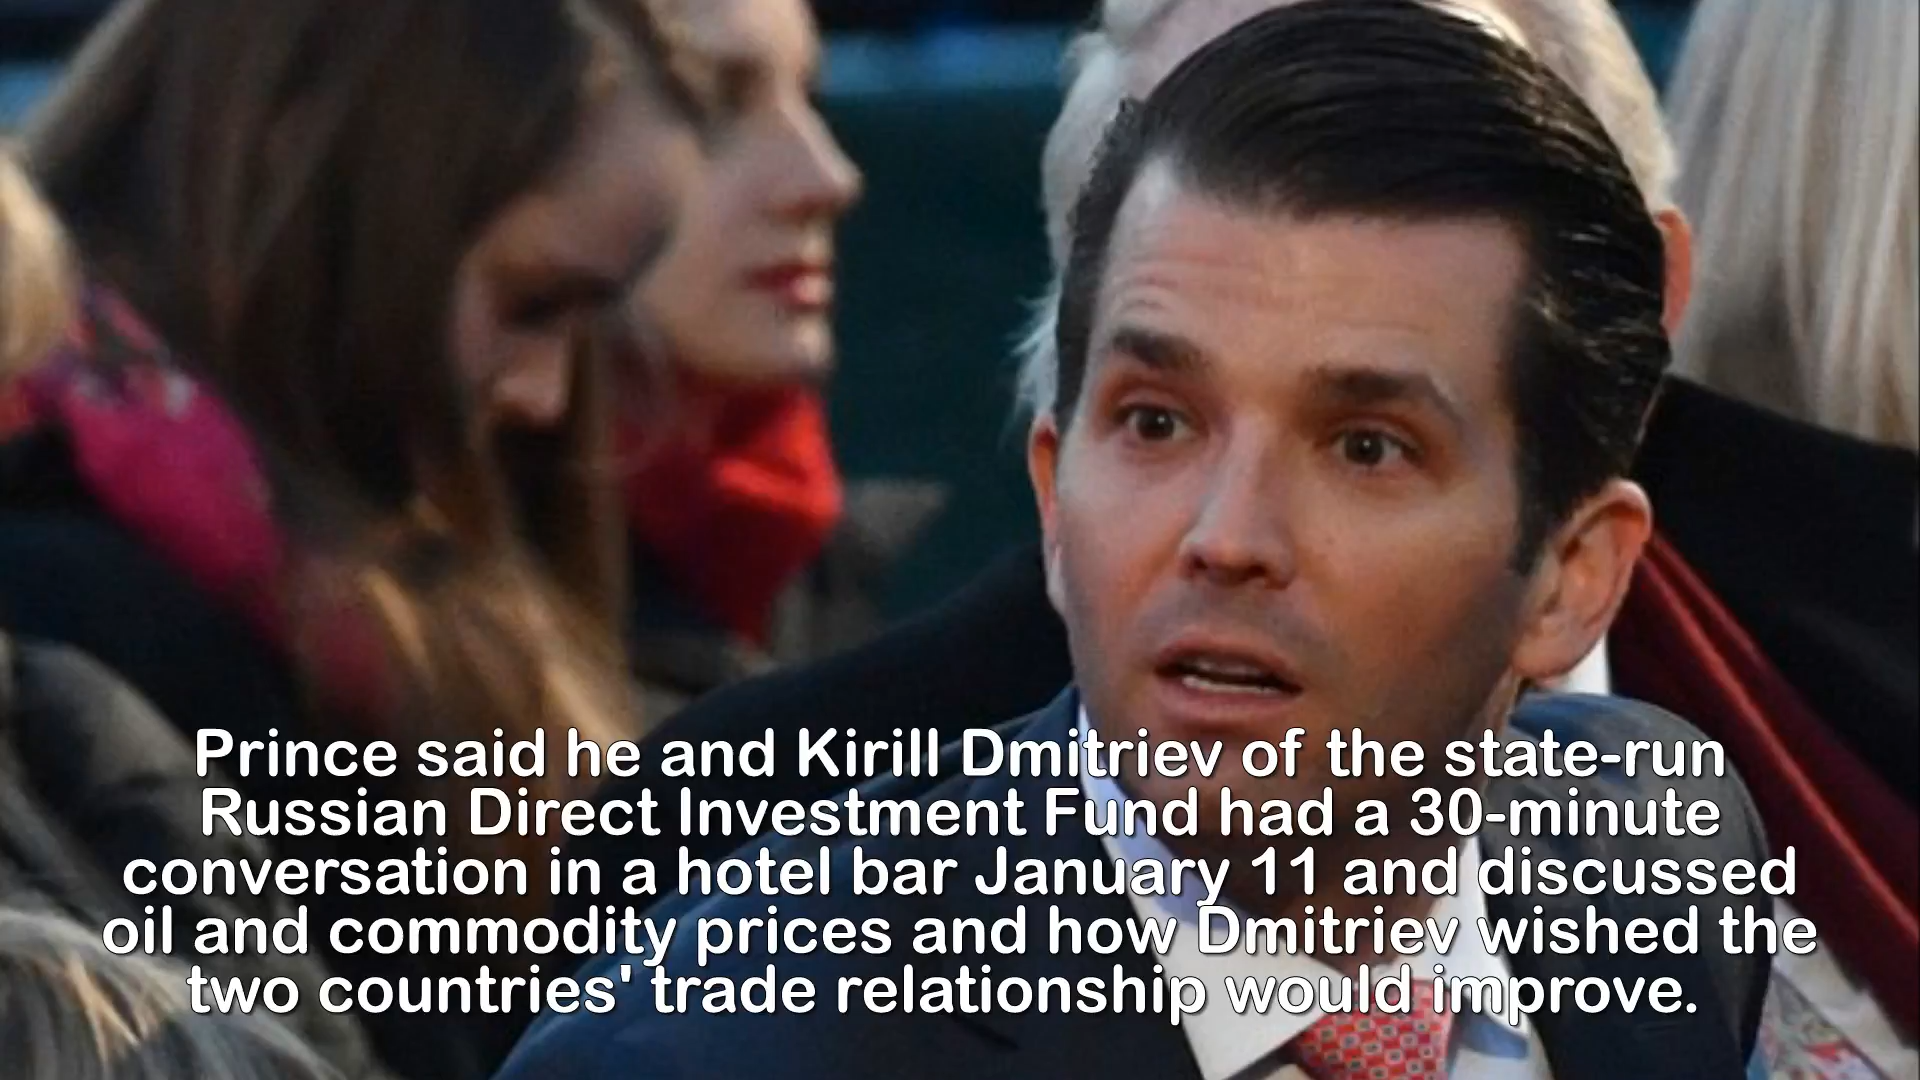 Prince said he and Kirill Dmitriev of the state-run
Russian Direct Investment Fund had a 30-minute
conversation in a hotel bar January 11 and discussed
oil and commodity prices and how Dmitriev wished the
two countries' trade relationship would improve.